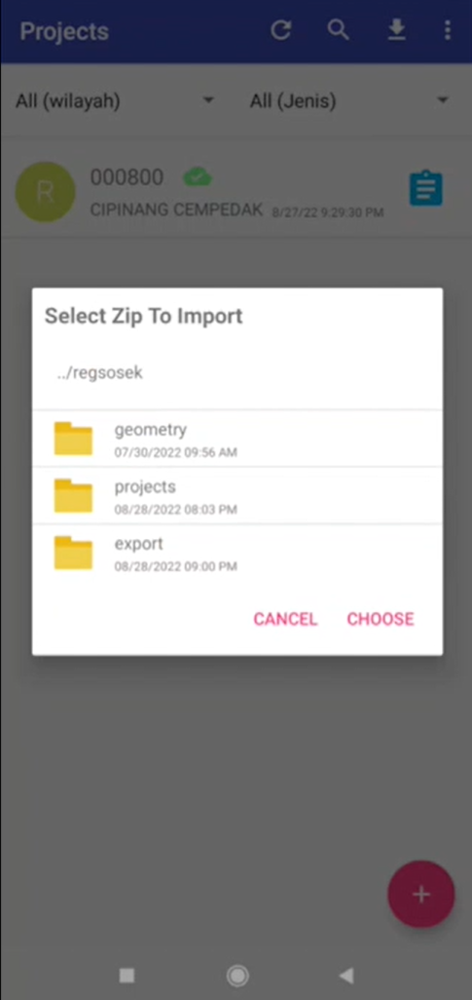 Projects
All (wilayah)
All (Jenis)
R
000800
CIPINANG CEMPEDAK 8/27/22 9:29:30 PM
Select Zip To Import
../regsosek
geometry
07/30/2022 09:56 AM
projects
08/28/2022 08:03 PM
export
08/28/2022 09:00 PM
CANCEL CHOOSE